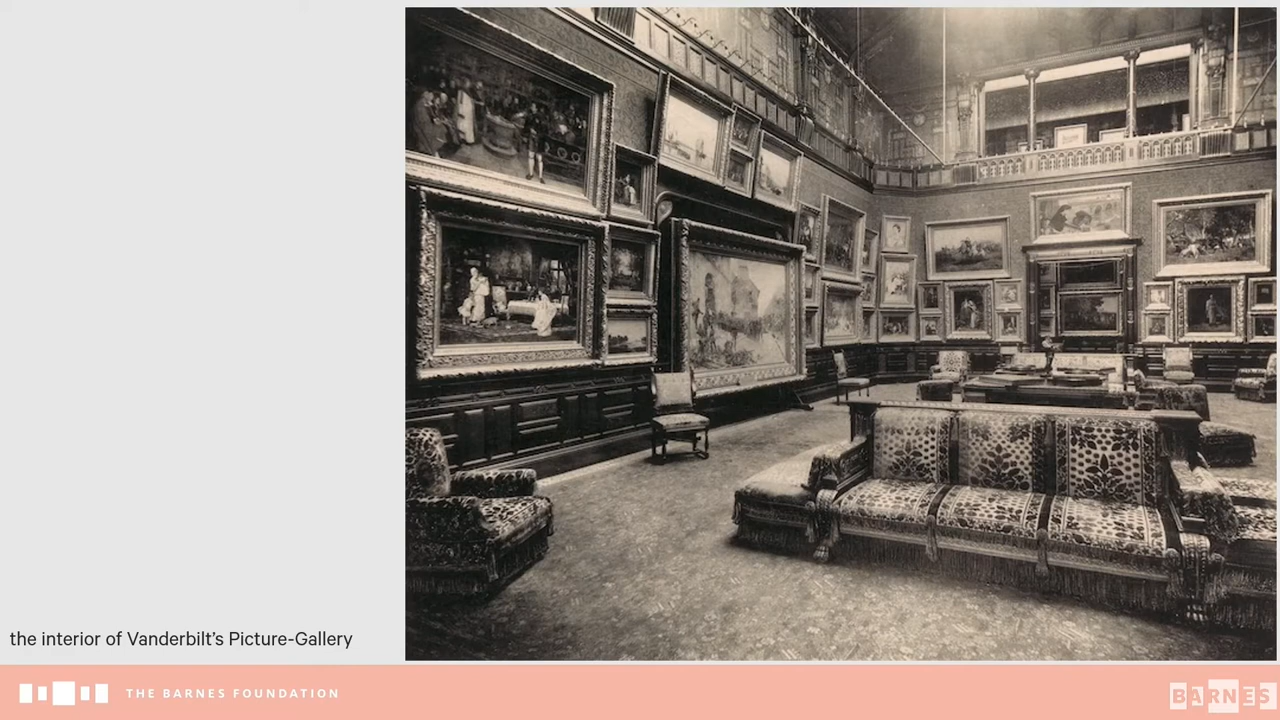 the interior of Vanderbilt's Picture-Gallery
THE BARNES FOUNDATION
BARNES